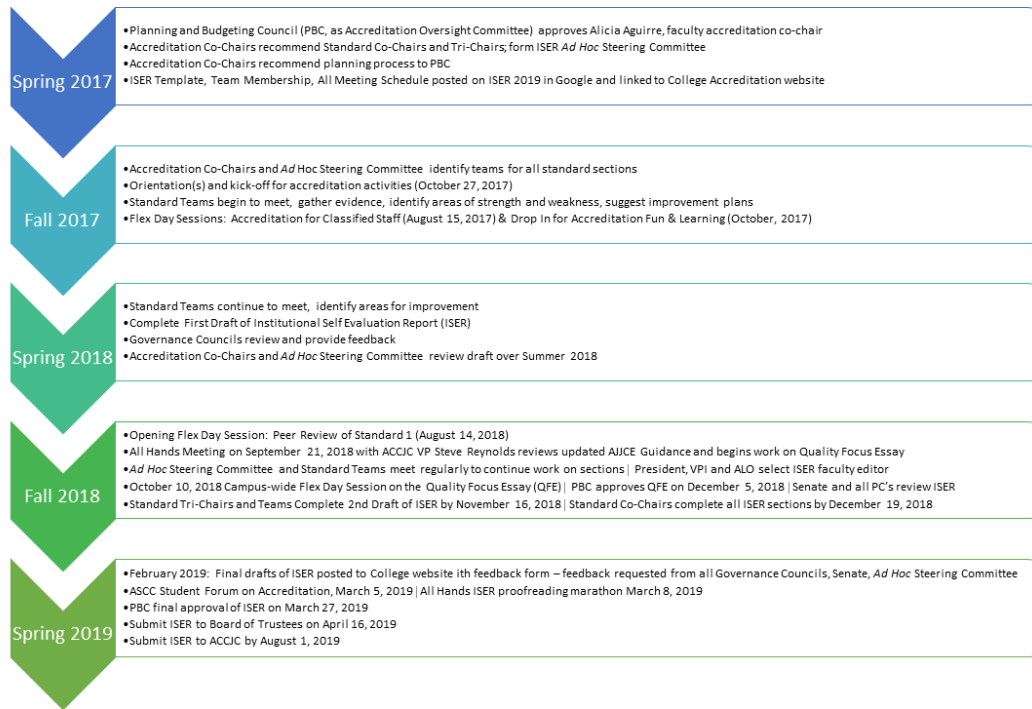 Spring 2017
•Planning and Budgeting Council (PBC, as Accreditation Oversight Committee) approves Alicia Aguirre, faculty accreditation co-chair
•Accreditation Co-Chairs recommend Standard Co-Chairs and Tri-Chairs; form ISER Ad Hoc Steering Committee
•Accreditation Co-Chairs recommend planning process to PBC
•ISER Template, Team Membership, All Meeting Schedule posted on ISER 2019 in Google and linked to College Accreditation website
Fall 2017
•Accreditation Co-Chairs and Ad Hoc Steering Committee identify teams for all standard sections
•Orientation(s) and kick-off for accreditation activities (October 27, 2017)
•Standard Teams begin to meet, gather evidence, identify areas of strength and weakness, suggest improvement plans
•Flex Day Sessions: Accreditation for Classified Staff (August 15, 2017) & Drop In for Accreditation Fun & Learning (October, 2017)
Spring 2018
•Standard Teams continue to meet, identify areas for improvement
•Complete First Draft of Institutional Self Evaluation Report (ISER)
•Governance Councils review and provide feedback
•Accreditation Co-Chairs and Ad Hoc Steering Committee review draft over Summer 2018
Fall 2018
•Opening Flex Day Session: Peer Review of Standard 1 (August 14, 2018)
•All Hands Meeting on September 21, 2018 with ACCJC VP Steve Reynolds reviews updated AJJCE Guidance and begins work on Quality Focus Essay
•Ad Hoc Steering Committee and Standard Teams meet regularly to continue work on sections | President, VPI and ALO select ISER faculty editor
•October 10, 2018 Campus-wide Flex Day Session on the Quality Focus Essay (QFE) | PBC approves QFE on December 5, 2018 | Senate and all PC's review ISER
•Standard Tri-Chairs and Teams Complete 2nd Draft of ISER by November 16, 2018 | Standard Co-Chairs complete all ISER sections by December 19, 2018
Spring 2019
•February 2019: Final drafts of ISER posted to College website ith feedback form – feedback requested from all Governance Councils, Senate, Ad Hoc Steering Committee
•ASCC Student Forum on Accreditation, March 5, 2019 | All Hands ISER proofreading marathon March 8, 2019
•PBC final approval of ISER on March 27, 2019
•Submit ISER to Board of Trustees on April 16, 2019
•Submit ISER to ACCJC by August 1, 2019